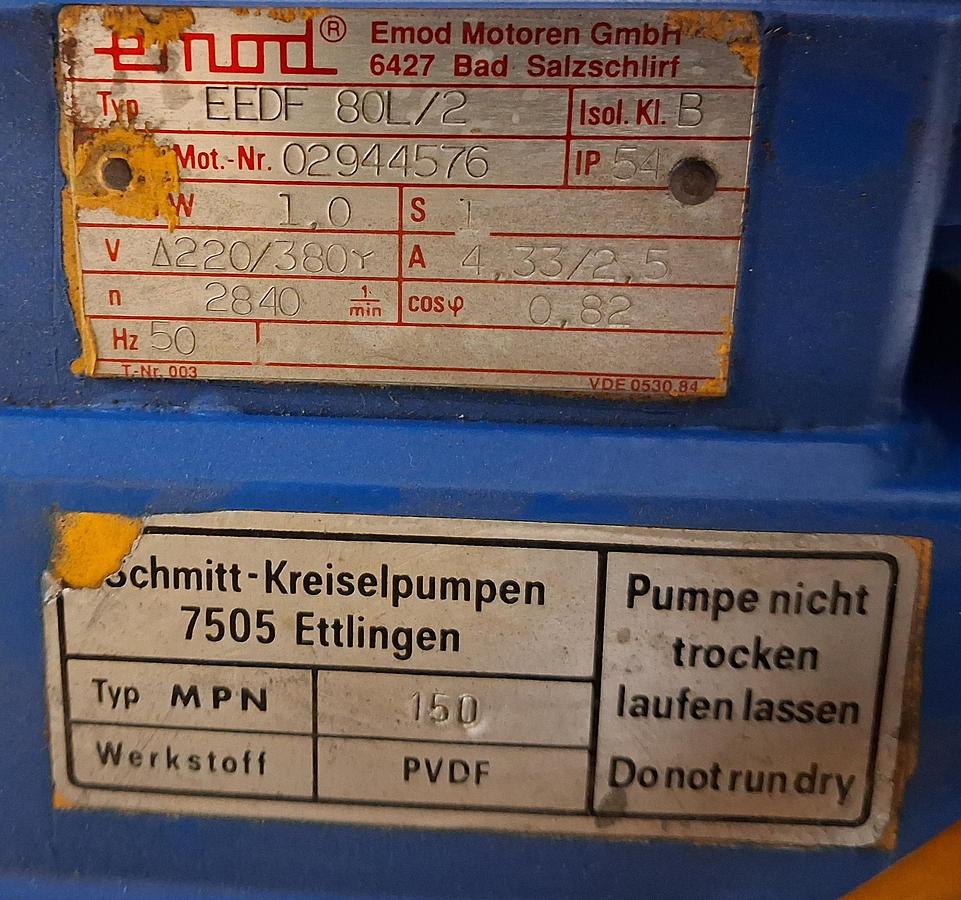 emod® Emod Motoren GmbH
6427 Bad Salzschlirf
Typ EEDF 80L/2 Isol. Kl. B
Mot.-Nr. 02944576 IP 54
W 1,0 S 1
V Δ220/380Y A 4,33/2,5
n 2840 1/min cosφ 0,82
Hz 50
T.-Nr. 003 VDE 0530.84
Schmitt-Kreiselpumpen
7505 Ettlingen
Typ MPN 150
Werkstoff PVDF
Pumpe nicht
trocken
laufen lassen
Do not run dry